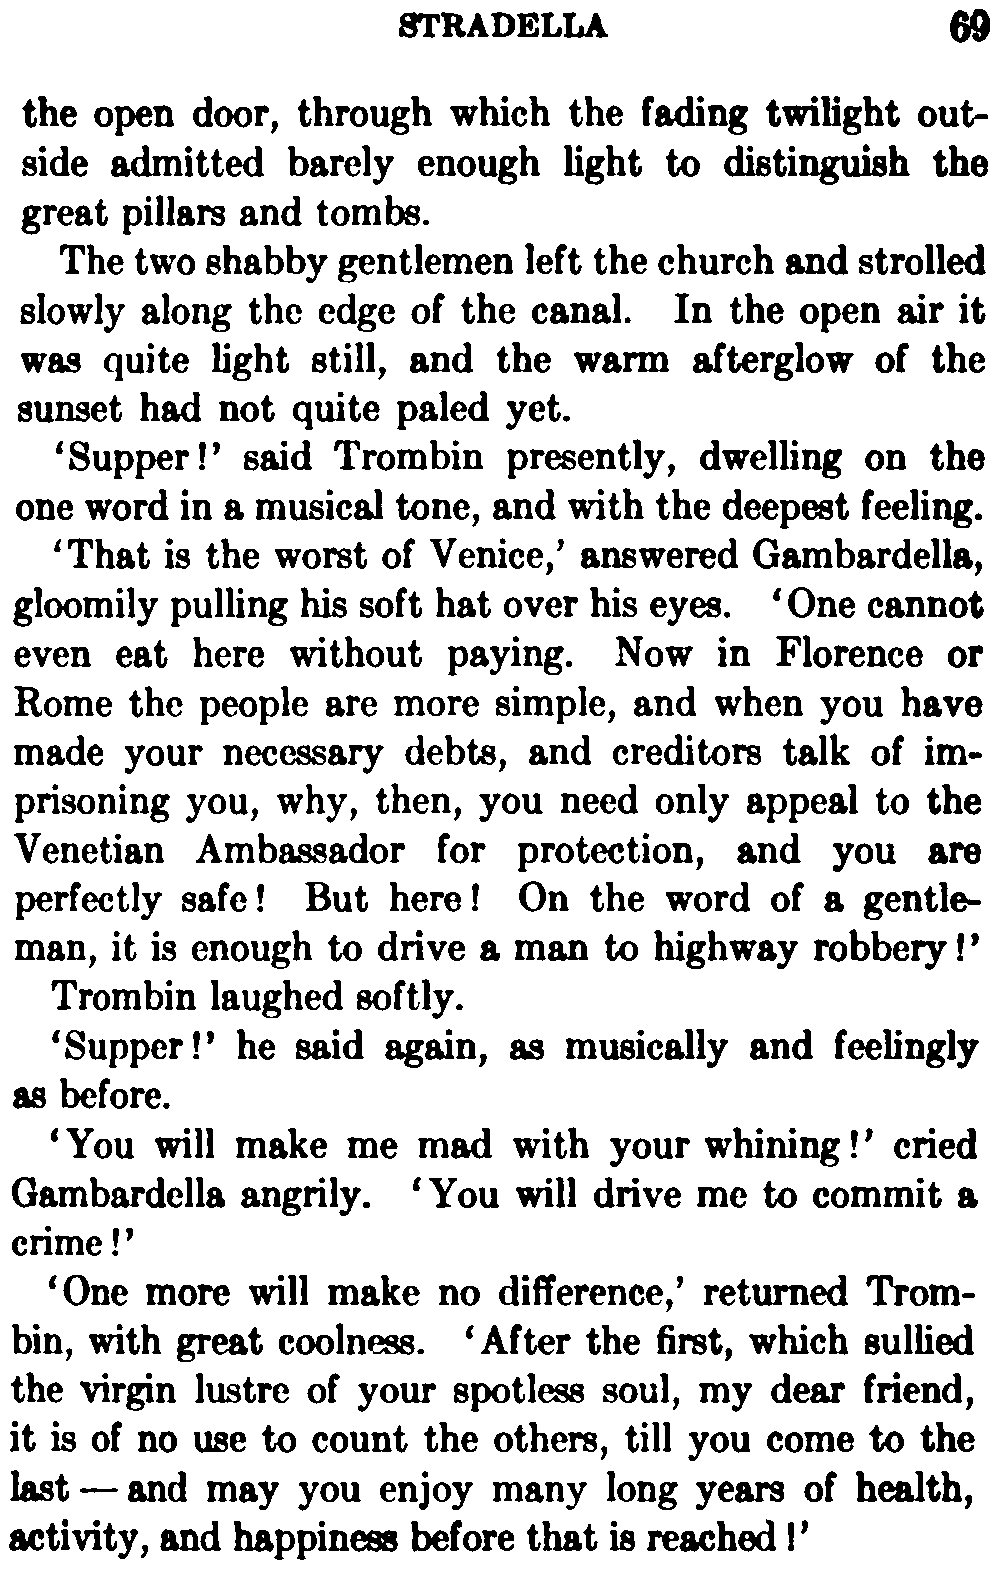 STRADELLA 69
the open door, through which the fading twilight out-
side admitted barely enough light to distinguish the
great pillars and tombs.
The two shabby gentlemen left the church and strolled
slowly along the edge of the canal. In the open air it
was quite light still, and the warm afterglow of the
sunset had not quite paled yet.
‘Supper!’ said Trombin presently, dwelling on the
one word in a musical tone, and with the deepest feeling.
‘That is the worst of Venice,’ answered Gambardella,
gloomily pulling his soft hat over his eyes. ‘One cannot
even eat here without paying. Now in Florence or
Rome the people are more simple, and when you have
made your necessary debts, and creditors talk of im-
prisoning you, why, then, you need only appeal to the
Venetian Ambassador for protection, and you are
perfectly safe! But here! On the word of a gentle-
man, it is enough to drive a man to highway robbery!’
Trombin laughed softly.
‘Supper!’ he said again, as musically and feelingly
as before.
‘You will make me mad with your whining!’ cried
Gambardella angrily. ‘You will drive me to commit a
crime!’
‘One more will make no difference,’ returned Trom-
bin, with great coolness. ‘After the first, which sullied
the virgin lustre of your spotless soul, my dear friend,
it is of no use to count the others, till you come to the
last — and may you enjoy many long years of health,
activity, and happiness before that is reached!’